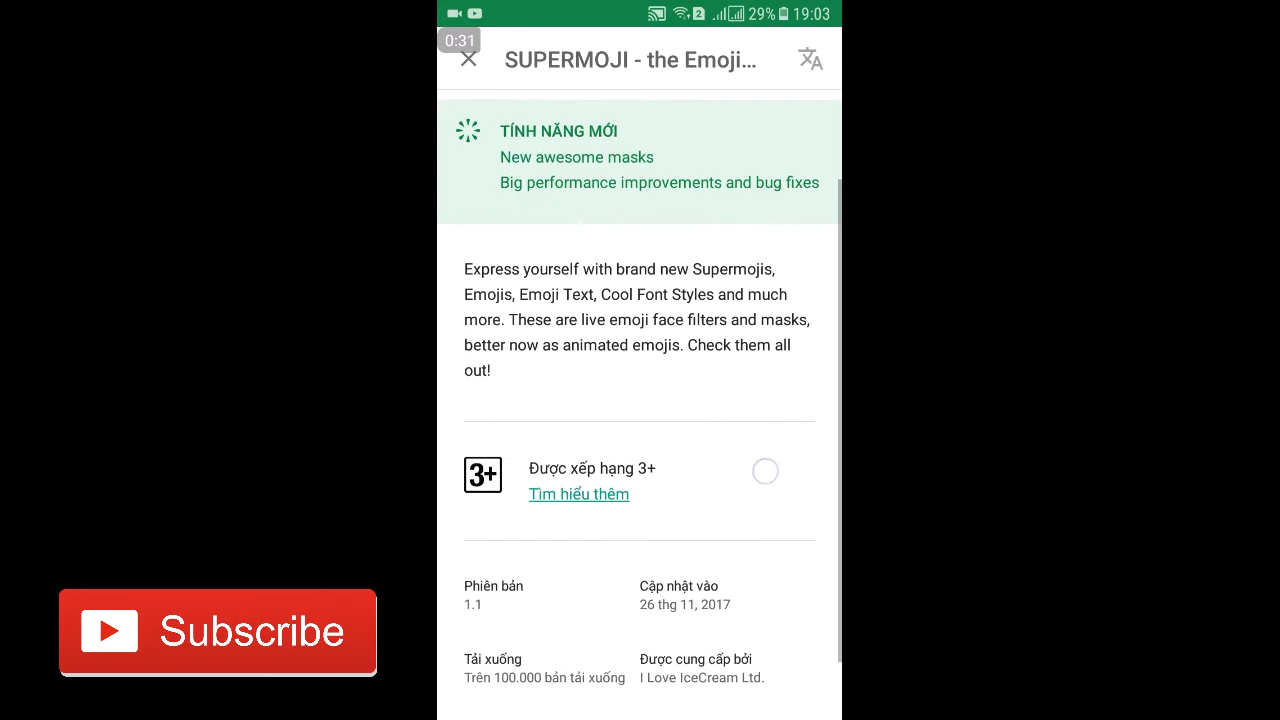 2 29% 19:03
0:31
SUPERMOJI - the Emoji…
TÍNH NĂNG MỚI
New awesome masks
Big performance improvements and bug fixes
Express yourself with brand new Supermojis,
Emojis, Emoji Text, Cool Font Styles and much
more. These are live emoji face filters and masks,
better now as animated emojis. Check them all
out!
3+
Được xếp hạng 3+
Tìm hiểu thêm
Phiên bản
1.1
Cập nhật vào
26 thg 11, 2017
Tải xuống
Trên 100.000 bản tải xuống
Được cung cấp bởi
I Love IceCream Ltd.
Subscribe